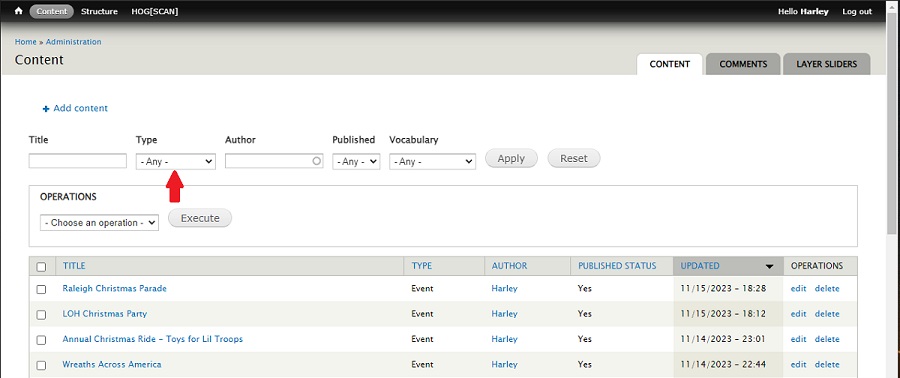 Content Structure HOG[SCAN] Hello Harley Log out
Home » Administration
Content CONTENT COMMENTS LAYER SLIDERS
+ Add content
Title Type Author Published Vocabulary
- Any - - Any - - Any - Apply Reset
OPERATIONS
- Choose an operation - Execute
TITLE TYPE AUTHOR PUBLISHED STATUS UPDATED OPERATIONS
Raleigh Christmas Parade Event Harley Yes 11/15/2023 - 18:28 edit delete
LOH Christmas Party Event Harley Yes 11/15/2023 - 18:12 edit delete
Annual Christmas Ride - Toys for Lil Troops Event Harley Yes 11/14/2023 - 23:01 edit delete
Wreaths Across America Event Harley Yes 11/14/2023 - 22:44 edit delete